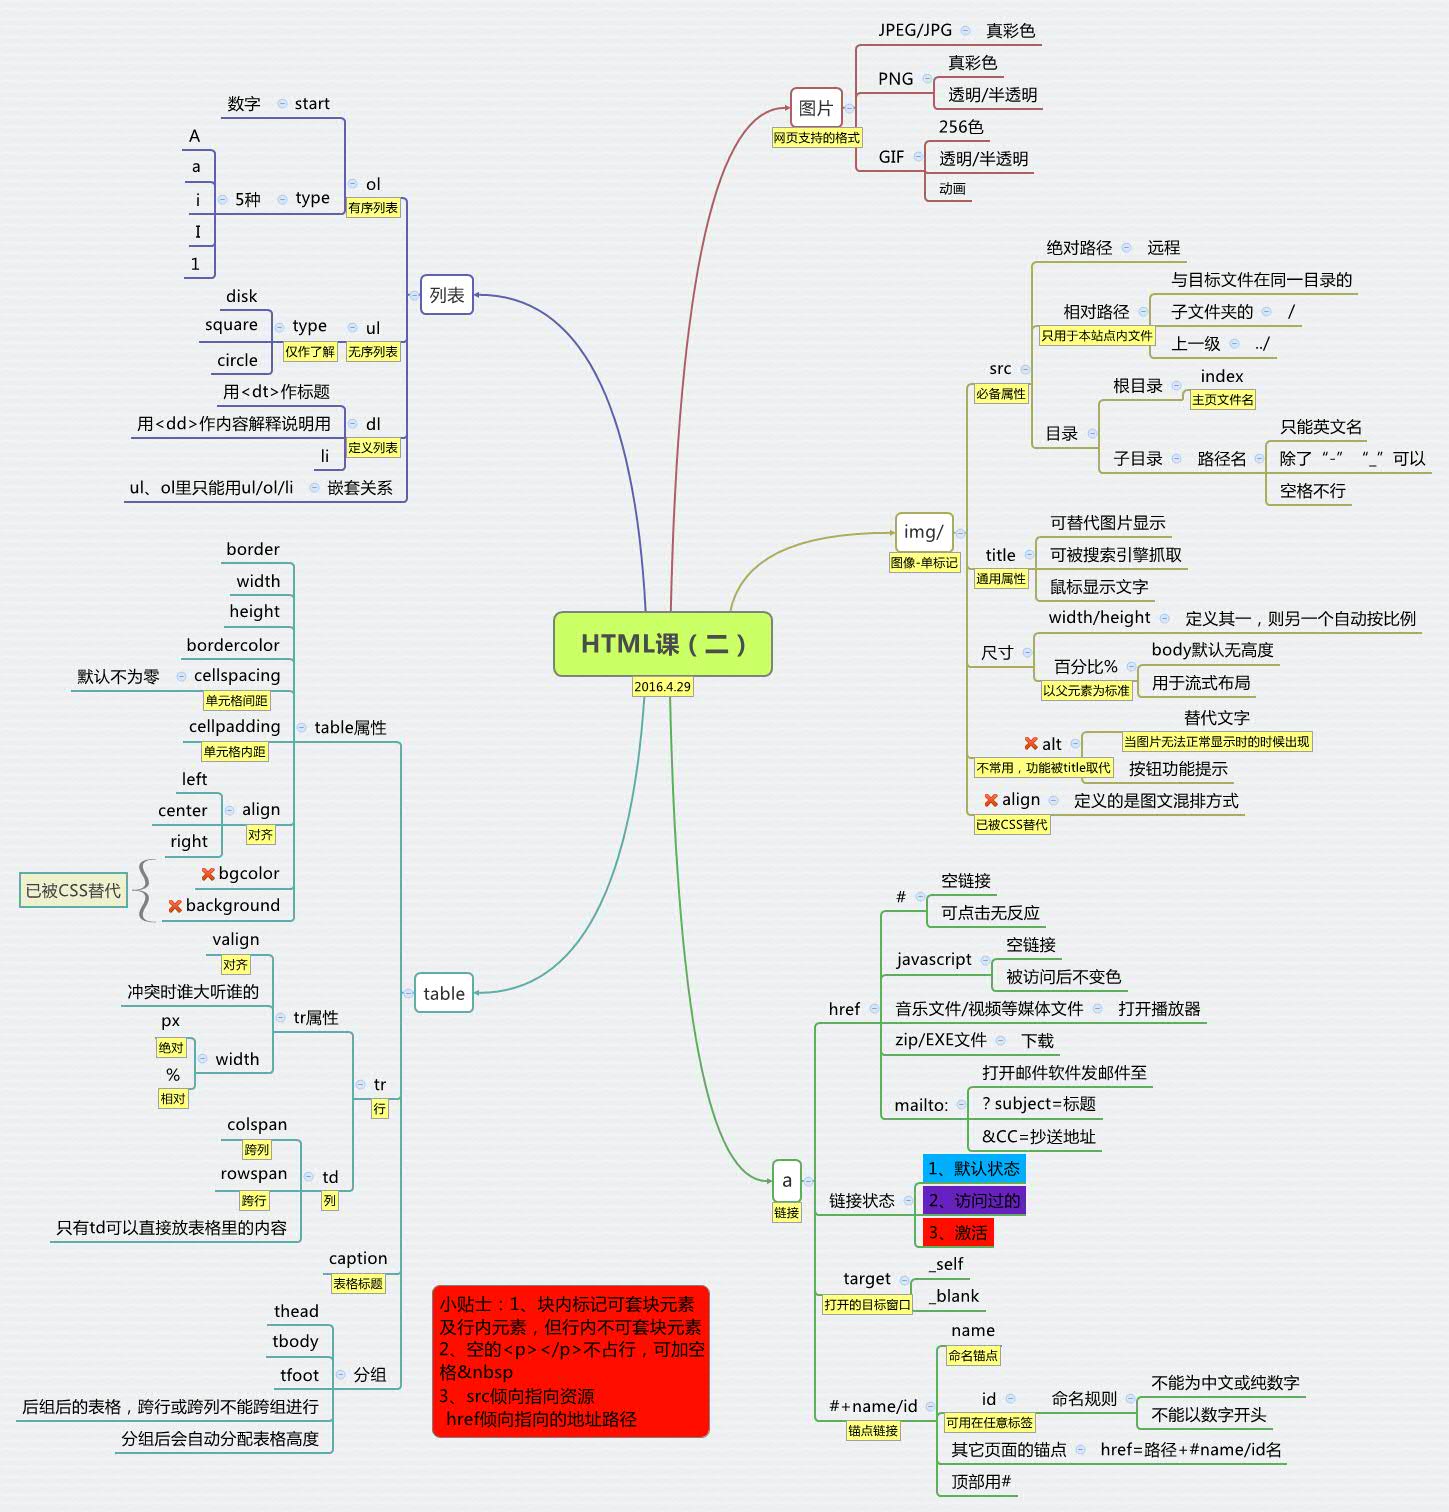 HTML课（二）
2016.4.29
图片
网页支持的格式
JPEG/JPG
真彩色
PNG
真彩色
透明/半透明
GIF
256色
透明/半透明
动画
img/
图像-单标记
src
必备属性
绝对路径
远程
相对路径
只用于本站点内文件
与目标文件在同一目录的
子文件夹的
/
上一级
../
目录
根目录
index
主页文件名
子目录
路径名
只能英文名
除了“-”“_”可以
空格不行
title
通用属性
可替代图片显示
可被搜索引擎抓取
鼠标显示文字
尺寸
width/height
定义其一，则另一个自动按比例
百分比%
以父元素为标准
body默认无高度
用于流式布局
alt
不常用，功能被title取代
替代文字
当图片无法正常显示时的时候出现
按钮功能提示
align
已被CSS替代
定义的是图文混排方式
a
链接
href
#
空链接
可点击无反应
javascript
空链接
被访问后不变色
音乐文件/视频等媒体文件
打开播放器
zip/EXE文件
下载
mailto:
打开邮件软件发邮件至
？subject=标题
&CC=抄送地址
链接状态
1、默认状态
2、访问过的
3、激活
target
打开的目标窗口
_self
_blank
#+name/id
锚点链接
name
命名锚点
id
可用在任意标签
命名规则
不能为中文或纯数字
不能以数字开头
其它页面的锚点
href=路径+#name/id名
顶部用#
列表
ol
有序列表
start
数字
type
5种
A
a
i
I
1
ul
无序列表
type
仅作了解
disk
square
circle
dl
定义列表
用<dt>作标题
用<dd>作内容解释说明用
li
嵌套关系
ul、ol里只能用ul/ol/li
table
table属性
border
width
height
bordercolor
cellspacing
单元格间距
默认不为零
cellpadding
单元格内距
align
对齐
left
center
right
bgcolor
background
已被CSS替代
tr
行
tr属性
valign
对齐
冲突时谁大听谁的
width
px
绝对
%
相对
td
列
colspan
跨列
rowspan
跨行
只有td可以直接放表格里的内容
caption
表格标题
分组
thead
tbody
tfoot
后组后的表格，跨行或跨列不能跨组进行
分组后会自动分配表格高度
小贴士：1、块内标记可套块元素
及行内元素，但行内不可套块元素
2、空的<p></p>不占行，可加空
格&nbsp
3、src倾向指向资源
href倾向指向的地址路径